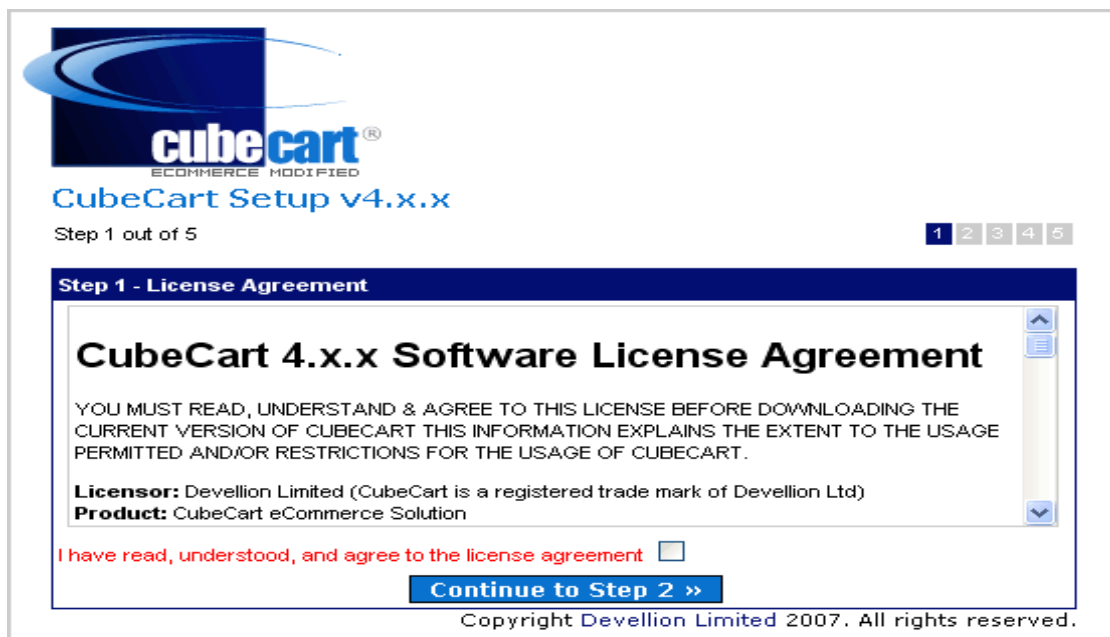 cubecart®
ECOMMERCE MODIFIED
CubeCart Setup v4.x.x
Step 1 out of 5
1 2 3 4 5
Step 1 - License Agreement
CubeCart 4.x.x Software License Agreement
YOU MUST READ, UNDERSTAND & AGREE TO THIS LICENSE BEFORE DOWNLOADING THE
CURRENT VERSION OF CUBECART THIS INFORMATION EXPLAINS THE EXTENT TO THE USAGE
PERMITTED AND/OR RESTRICTIONS FOR THE USAGE OF CUBECART.
Licensor: Devellion Limited (CubeCart is a registered trade mark of Devellion Ltd)
Product: CubeCart eCommerce Solution
I have read, understood, and agree to the license agreement
Continue to Step 2 »
Copyright Devellion Limited 2007. All rights reserved.